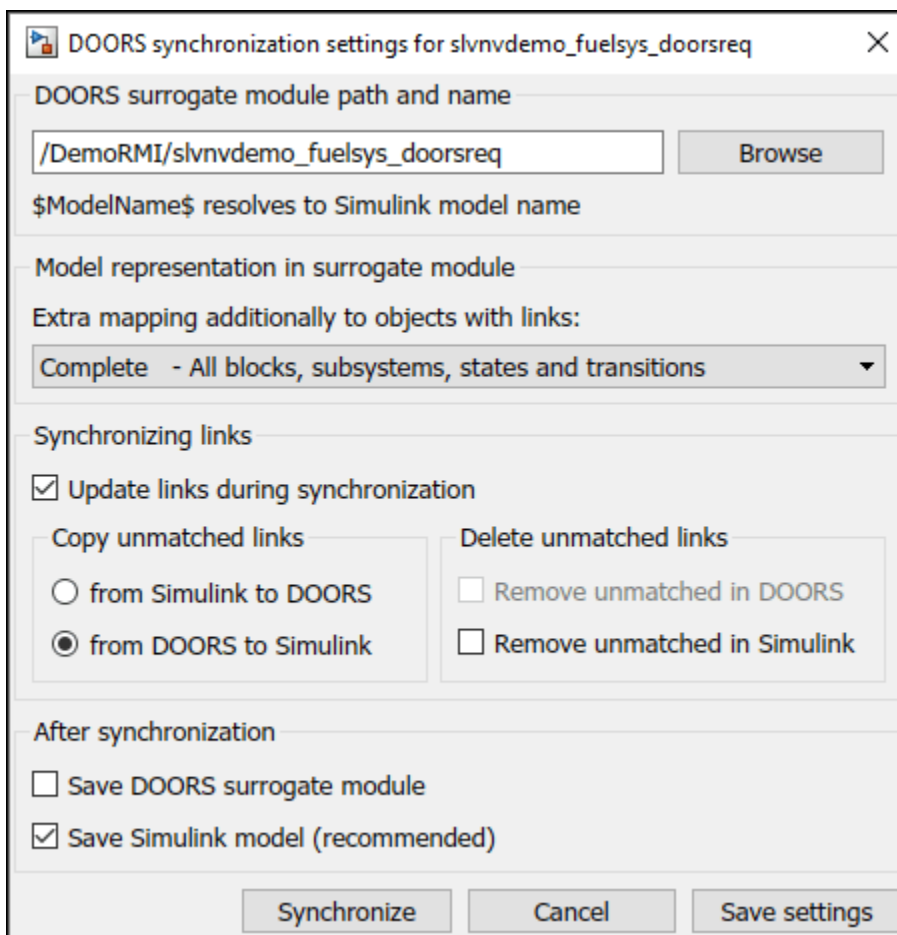 DOORS synchronization settings for slvnvdemo_fuelsys_doorsreq
DOORS surrogate module path and name
/DemoRMI/slvnvdemo_fuelsys_doorsreq
Browse
$ModelName$ resolves to Simulink model name
Model representation in surrogate module
Extra mapping additionally to objects with links:
Complete - All blocks, subsystems, states and transitions
Synchronizing links
Update links during synchronization
Copy unmatched links
from Simulink to DOORS
from DOORS to Simulink
Delete unmatched links
Remove unmatched in DOORS
Remove unmatched in Simulink
After synchronization
Save DOORS surrogate module
Save Simulink model (recommended)
Synchronize
Cancel
Save settings